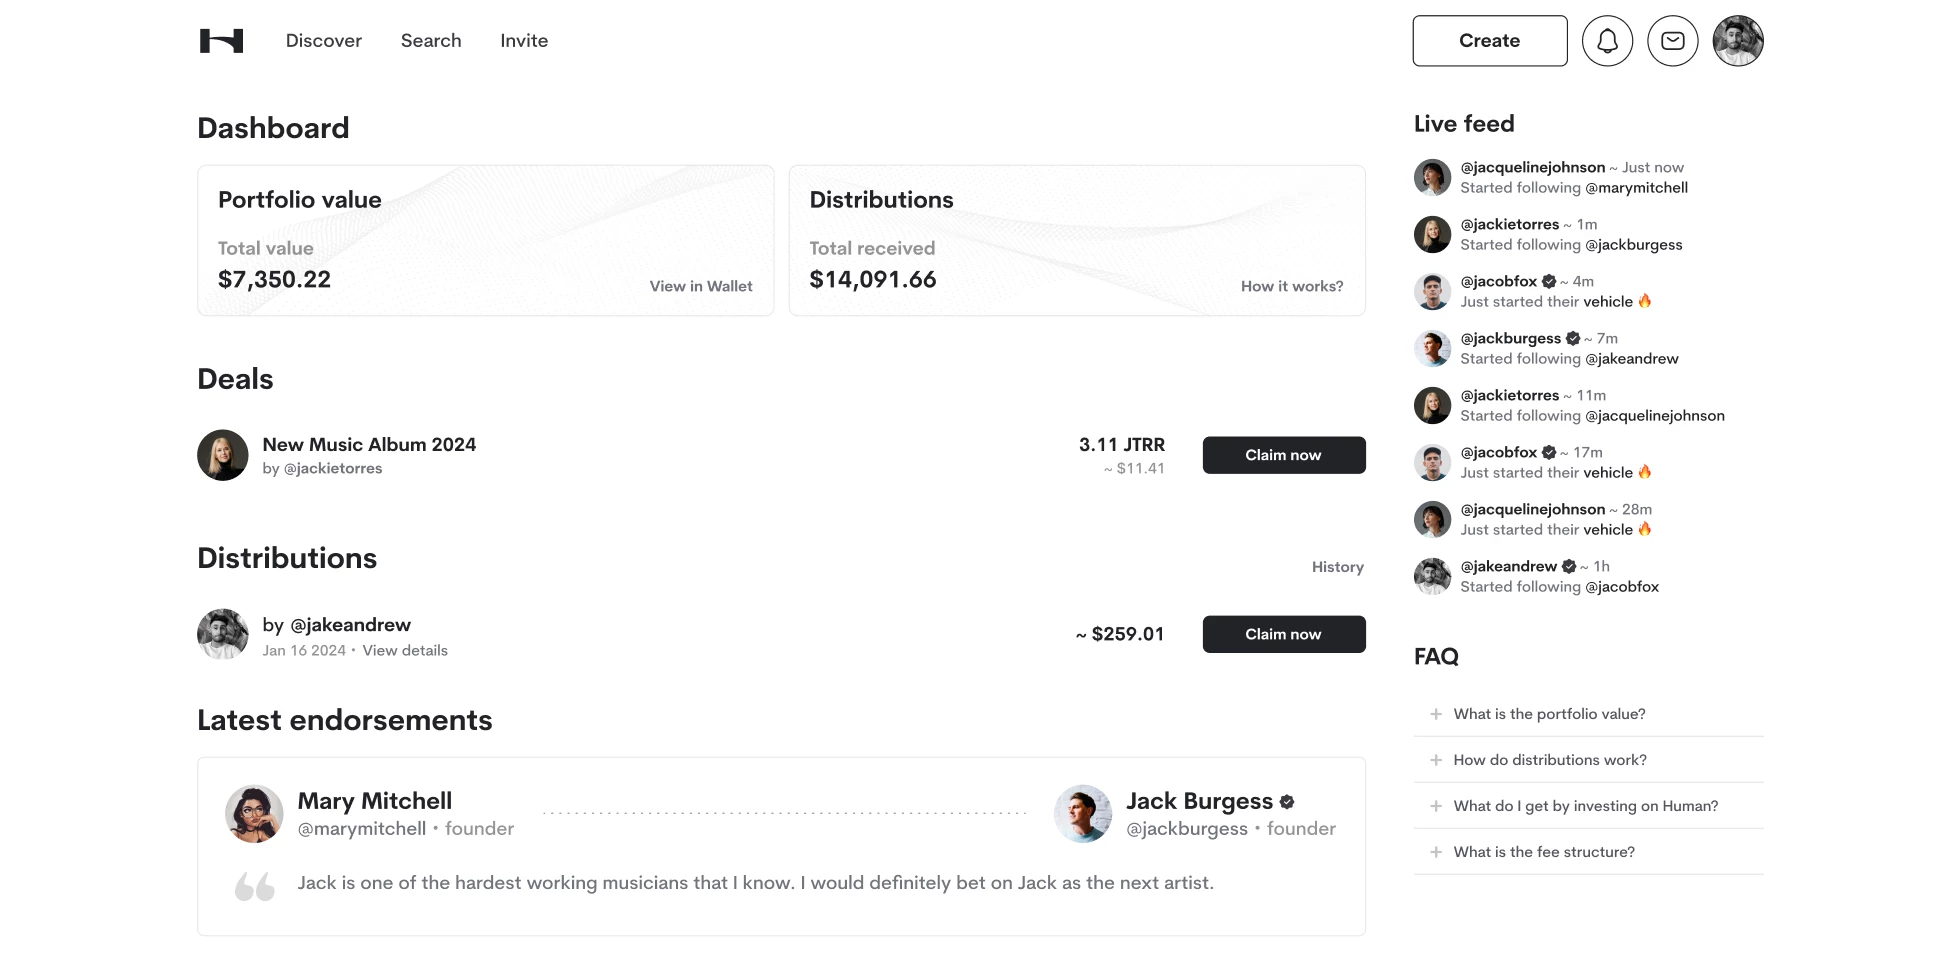 Discover
Search
Invite
Create
Dashboard
Portfolio value
Total value
$7,350.22
View in Wallet
Distributions
Total received
$14,091.66
How it works?
Deals
New Music Album 2024
by @jackietorres
3.11 JTRR
~ $11.41
Claim now
Distributions
History
by @jakeandrew
Jan 16 2024 • View details
~ $259.01
Claim now
Latest endorsements
Mary Mitchell
@marymitchell • founder
Jack Burgess
@jackburgess • founder
Jack is one of the hardest working musicians that I know. I would definitely bet on Jack as the next artist.
Live feed
@jacquelinejohnson ~ Just now
Started following @marymitchell
@jackietorres ~ 1m
Started following @jackburgess
@jacobfox ~ 4m
Just started their vehicle 🔥
@jackburgess ~ 7m
Started following @jakeandrew
@jackietorres ~ 11m
Started following @jacquelinejohnson
@jacobfox ~ 17m
Just started their vehicle 🔥
@jacquelinejohnson ~ 28m
Just started their vehicle 🔥
@jakeandrew ~ 1h
Started following @jacobfox
FAQ
+ What is the portfolio value?
+ How do distributions work?
+ What do I get by investing on Human?
+ What is the fee structure?